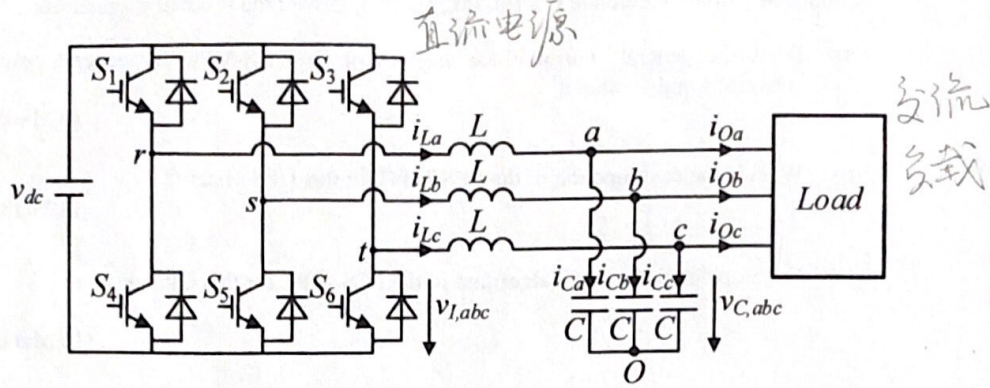 直流电源
S1 S2 S3
交流
负载
iLa L a iOa
r
vdc
iLb L b iOb
s
Load
iLc L c iOc
t
S4 S5 S6
vI,abc
iCa iCb iCc
vC,abc
C C C
O